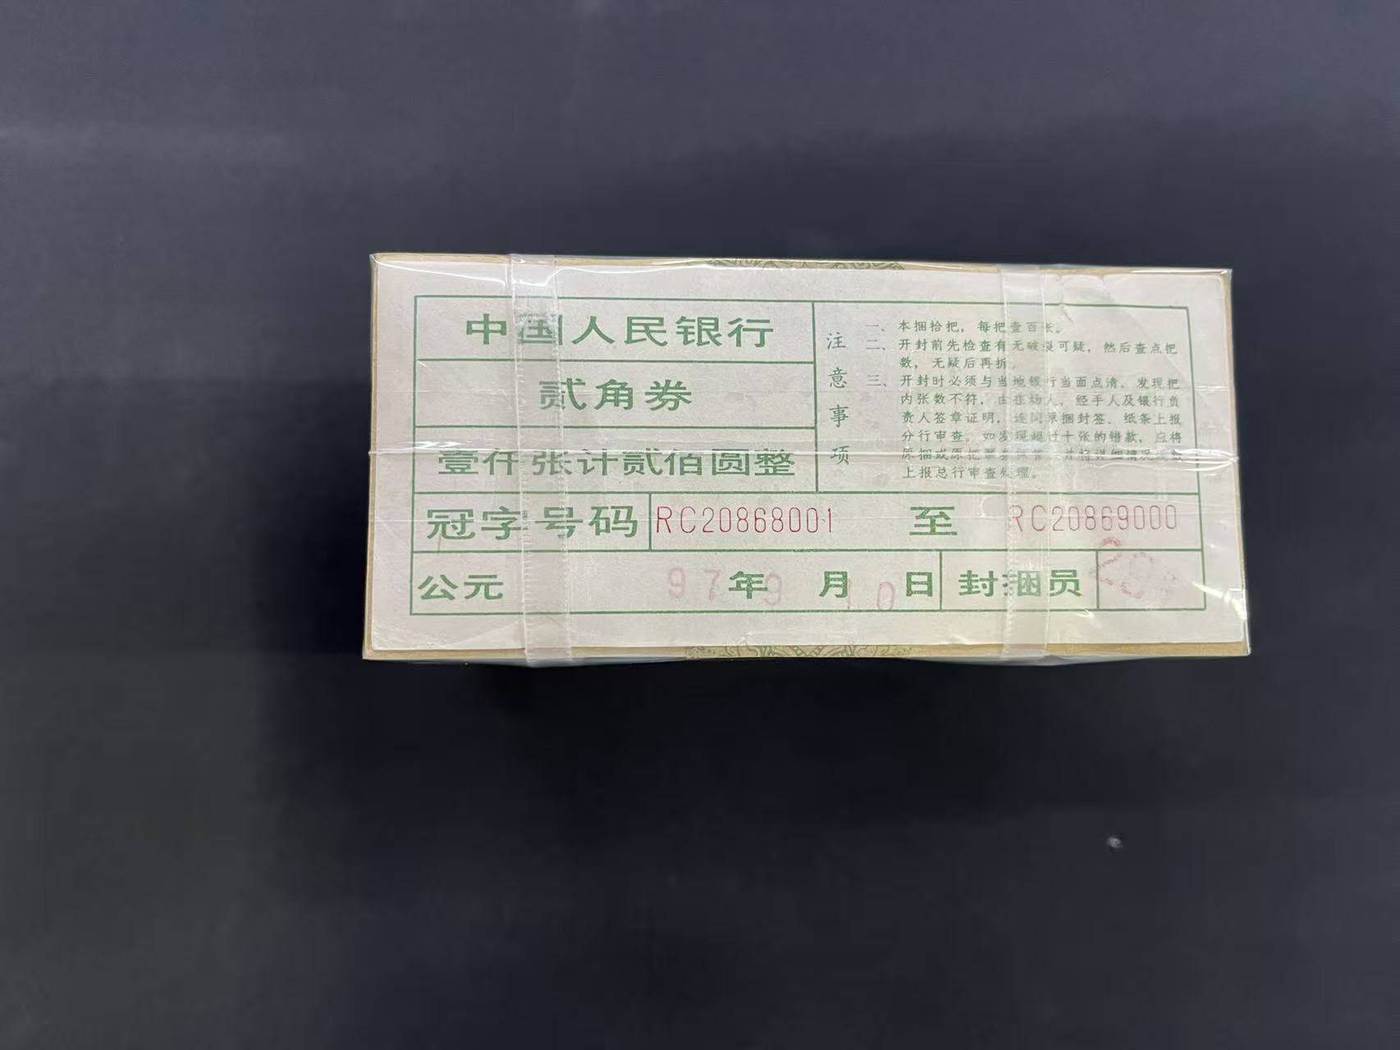 中国人民银行
贰角券
壹仟张计贰佰圆整
注意事项
一、本捆拾把，每把壹百张。
二、开封前先检查有无破损可疑，然后查点把
数，无疑后再拆。
三、开封时必须与当地银行当面点清，发现把
内张数不符，由在场人，经手人及银行负
责人签章证明，连同原捆封签、纸条上报
分行审查。如发现超过十张的错款，应将
原捆或原把
上报总行审查处理。
冠字号码 RC20868001 至 RC20869000
公元 97 年 9 月 10 日 封捆员